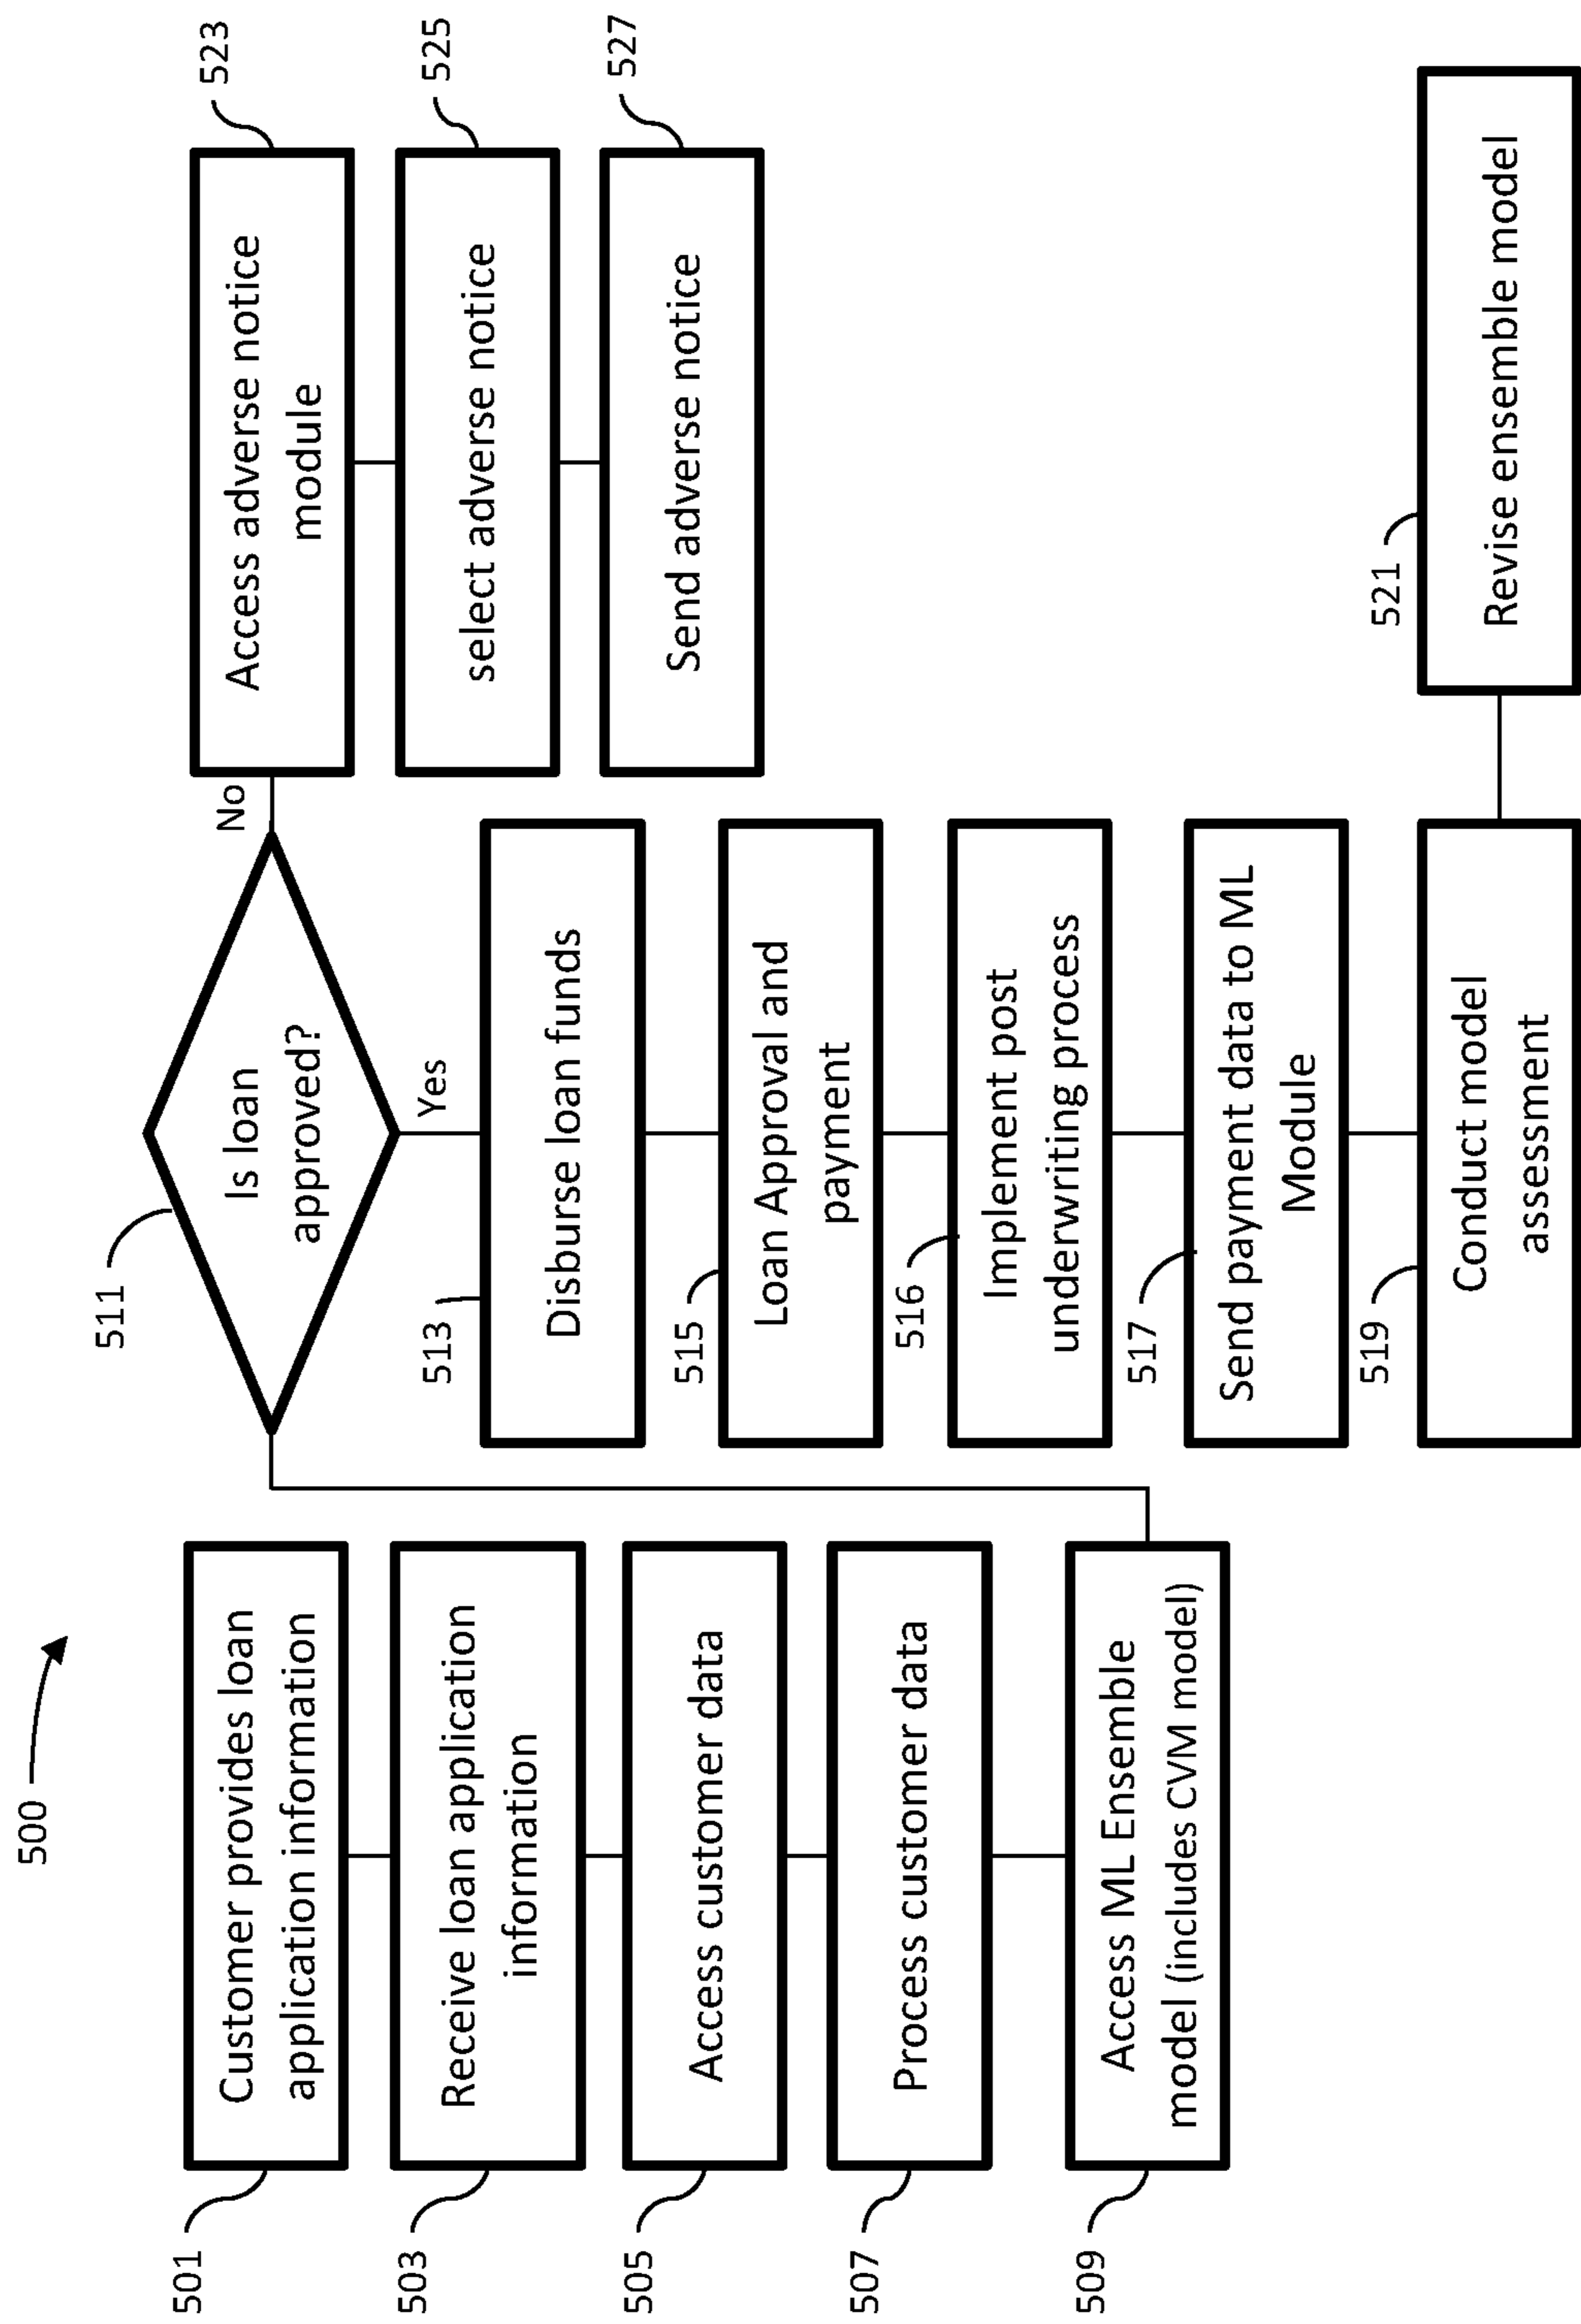 500
501
Customer provides loan
application information
503
Receive loan application
information
505
Access customer data
507
Process customer data
509
Access ML Ensemble
model (includes CVM model)
511
Is loan
approved?
Yes
No
513
Disburse loan funds
515
Loan Approval and
payment
516
Implement post
underwriting process
517
Send payment data to ML
Module
519
Conduct model
assessment
521
Revise ensemble model
523
Access adverse notice
module
525
select adverse notice
527
Send adverse notice